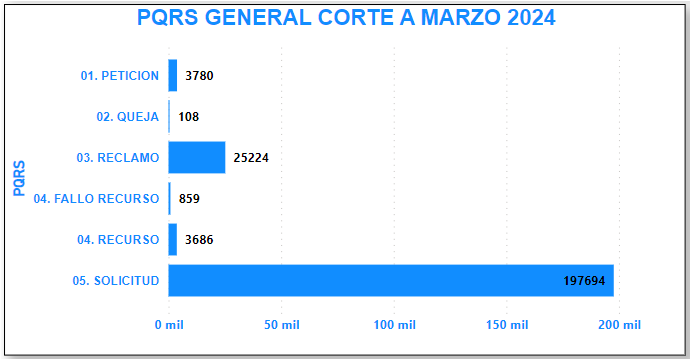 PQRS GENERAL CORTE A MARZO 2024
PQRS
01. PETICION 3780
02. QUEJA 108
03. RECLAMO 25224
04. FALLO RECURSO 859
04. RECURSO 3686
05. SOLICITUD 197694
0 mil 50 mil 100 mil 150 mil 200 mil